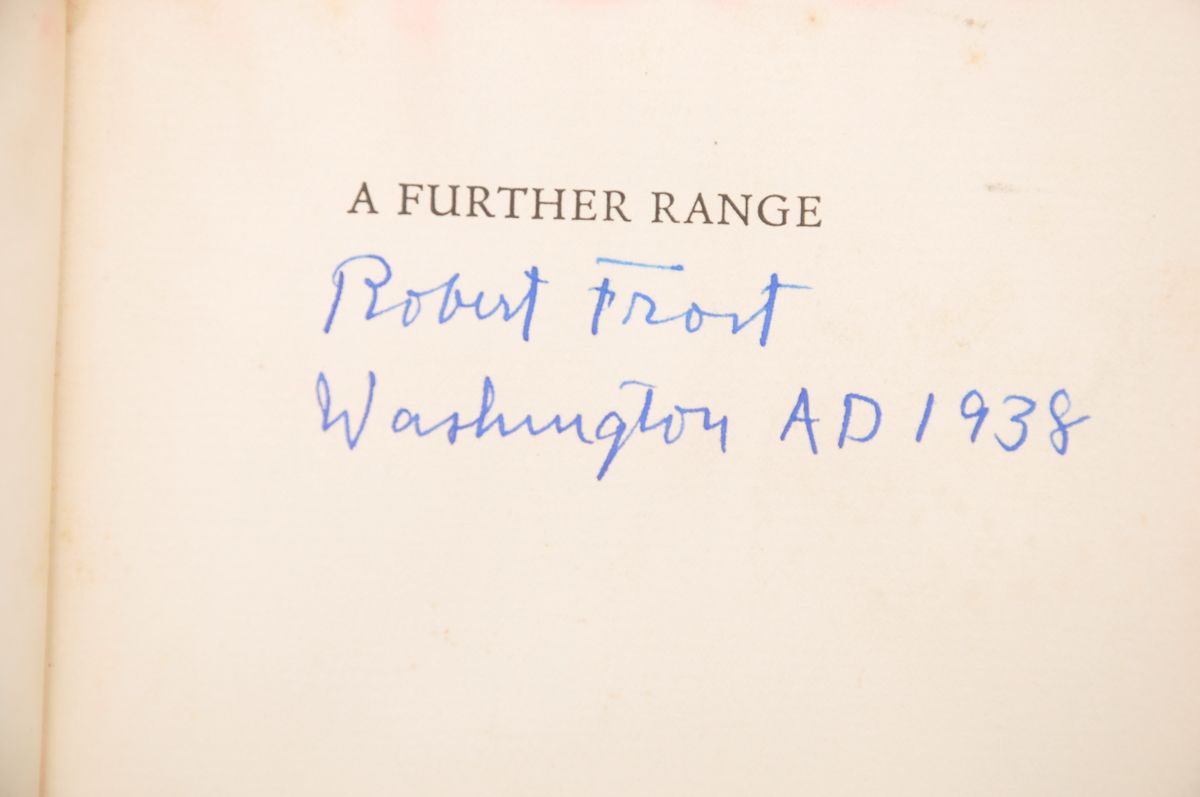 A FURTHER RANGE
Robert Frost
Washington AD 1938